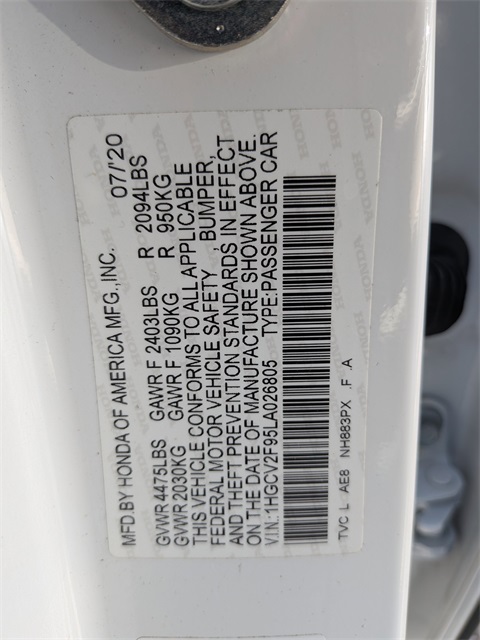 MFD.BY HONDA OF AMERICA MFG.,INC. 07/'20
GVWR 4475LBS GAWR F 2403LBS R 2094LBS
GVWR 2030KG GAWR F 1090KG R 950KG
THIS VEHICLE CONFORMS TO ALL APPLICABLE
FEDERAL MOTOR VEHICLE SAFETY , BUMPER,
AND THEFT PREVENTION STANDARDS IN EFFECT
ON THE DATE OF MANUFACTURE SHOWN ABOVE.
V.I.N.:1HGCV2F95LA026805 TYPE:PASSENGER CAR
TVC L AE8 NH883PX .F .A